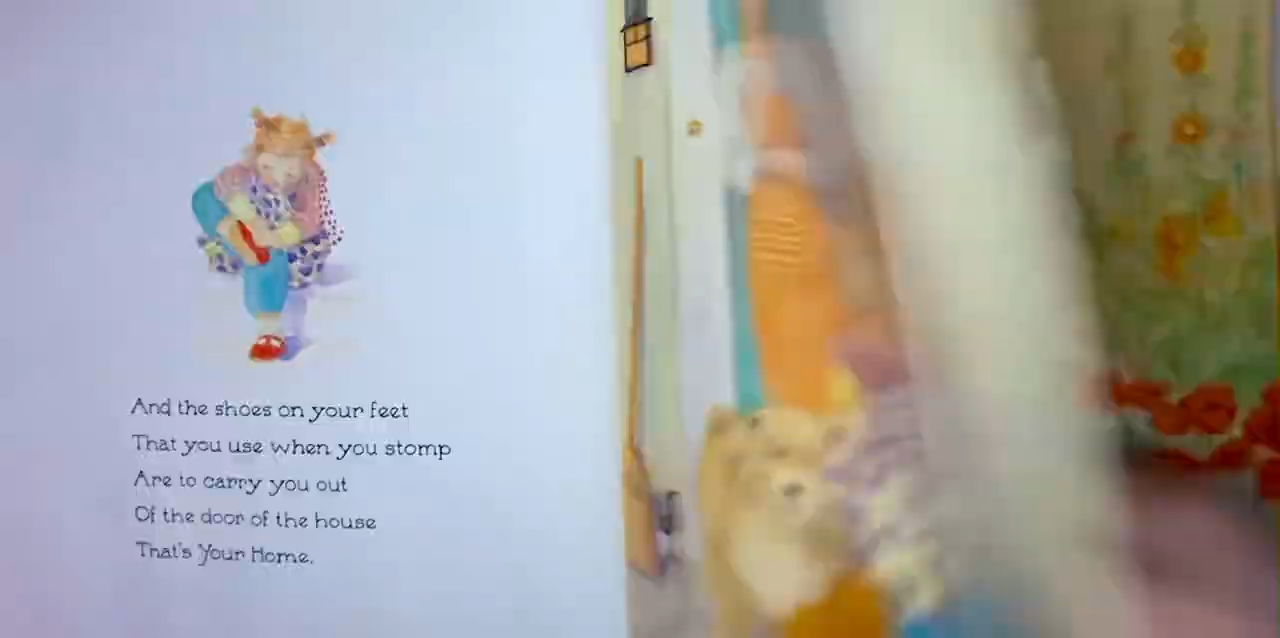 And the shoes on your feet
That you use when you stomp
Are to carry you out
Of the door of the house
That's Your Home.